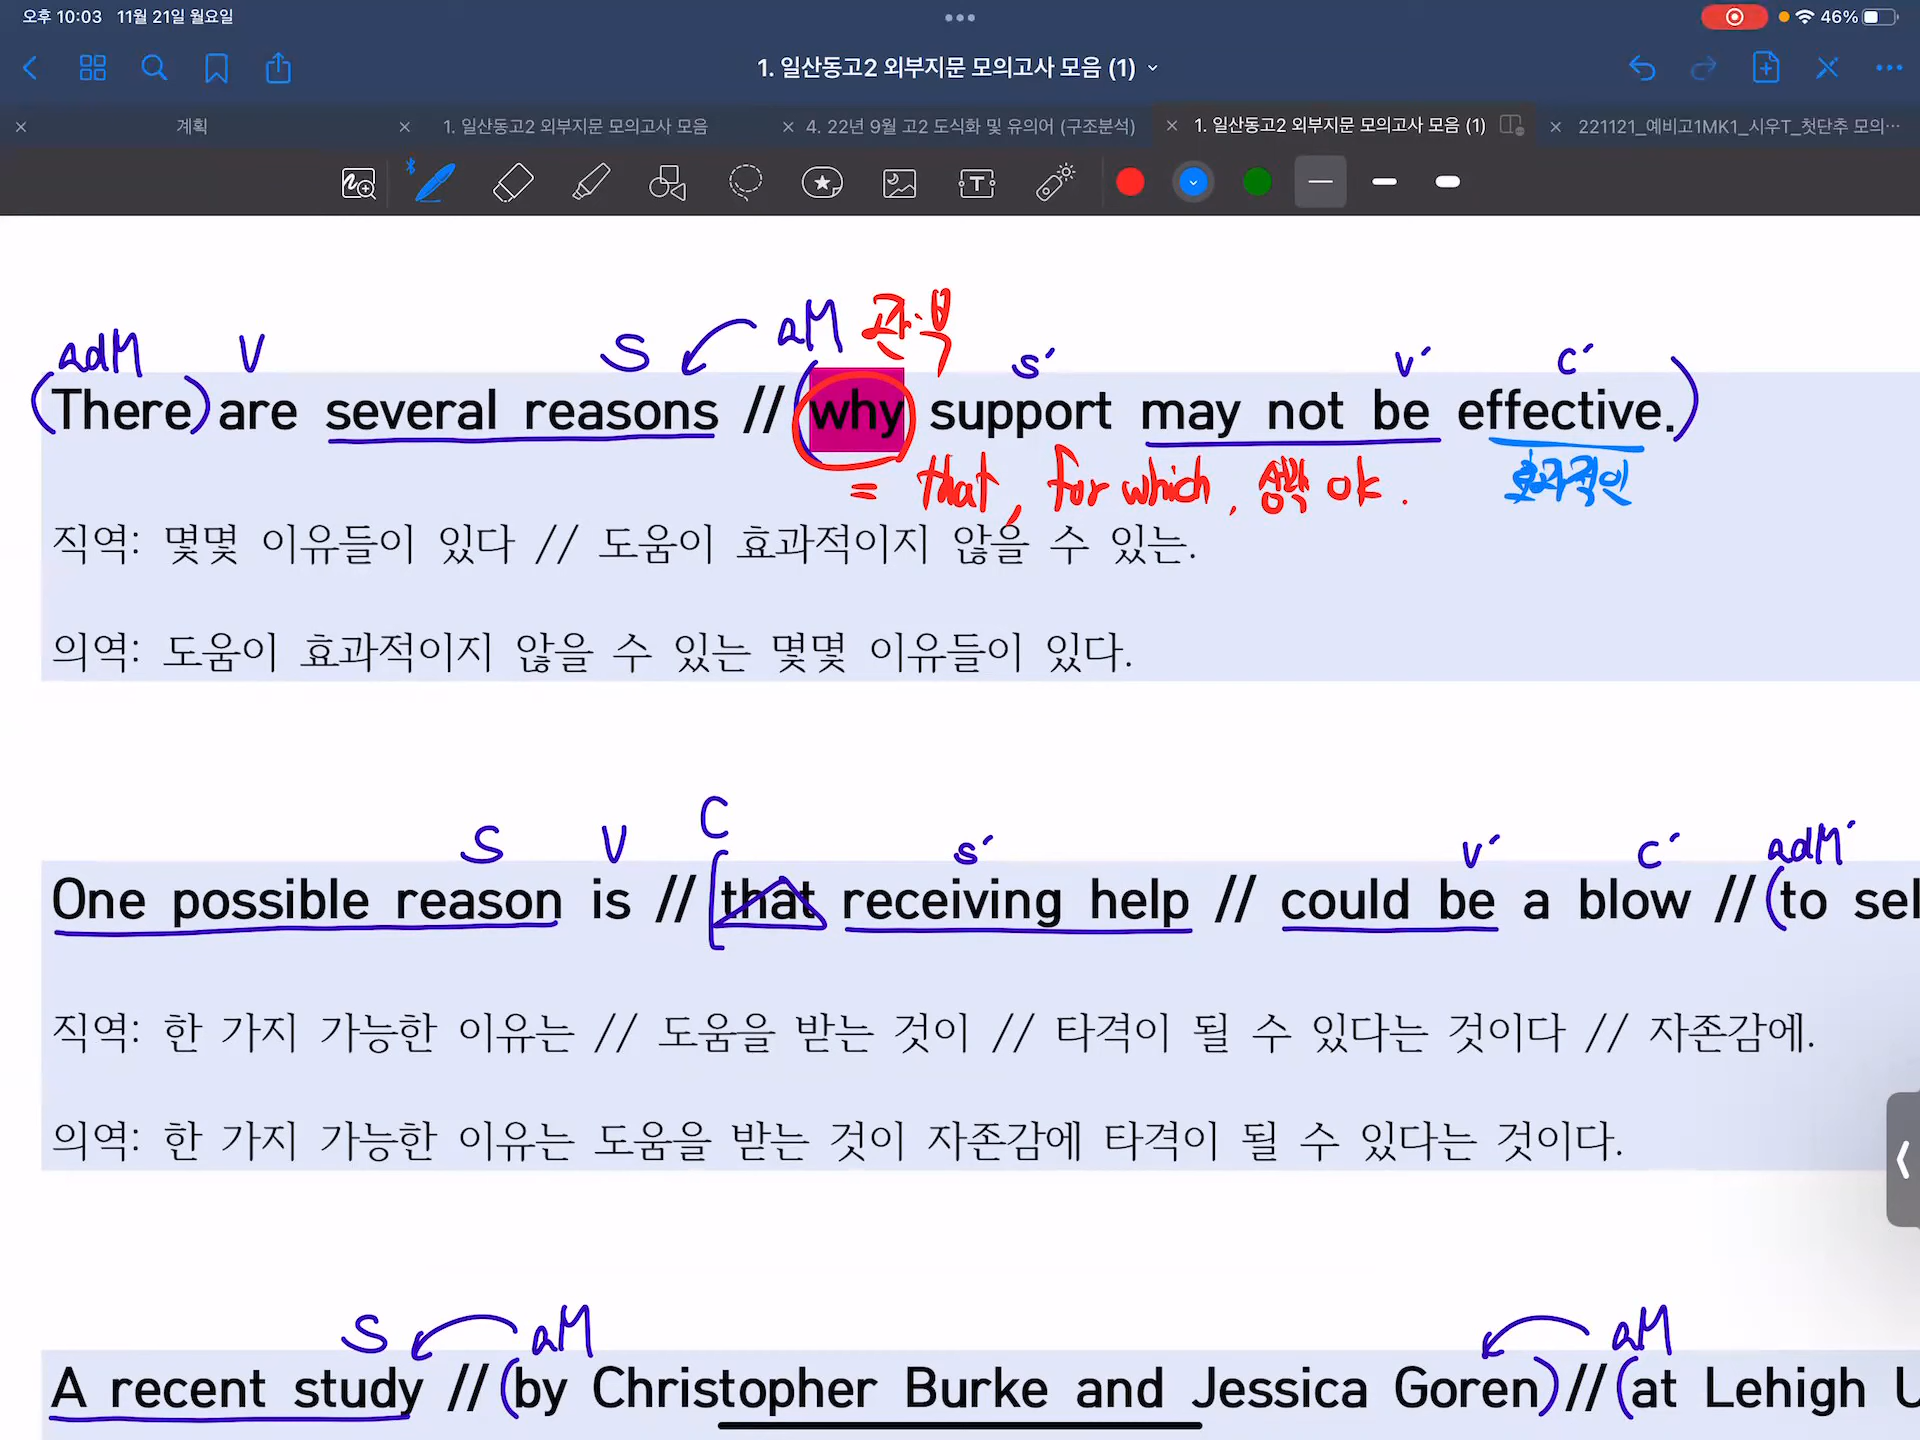 오후 10:03 11월 21일 월요일 46%
1. 일산동고2 외부지문 모의고사 모음 (1)
계획 1. 일산동고2 외부지문 모의고사 모음 4. 22년 9월 고2 도식화 및 유의어 (구조분석) 1. 일산동고2 외부지문 모의고사 모음 (1) 221121_예비고1MK1_시우T_첫단추 모의…
adM V S aM 관·부 s' v' c'
(There) are several reasons // (why support may not be effective.)
= that, for which, 생략 ok. 효과적인
직역: 몇몇 이유들이 있다 // 도움이 효과적이지 않을 수 있는.
의역: 도움이 효과적이지 않을 수 있는 몇몇 이유들이 있다.
S V C s' v' c' adM'
One possible reason is // [that receiving help // could be a blow // (to sel
직역: 한 가지 가능한 이유는 // 도움을 받는 것이 // 타격이 될 수 있다는 것이다 // 자존감에.
의역: 한 가지 가능한 이유는 도움을 받는 것이 자존감에 타격이 될 수 있다는 것이다.
S aM aM
A recent study // (by Christopher Burke and Jessica Goren) // (at Lehigh U